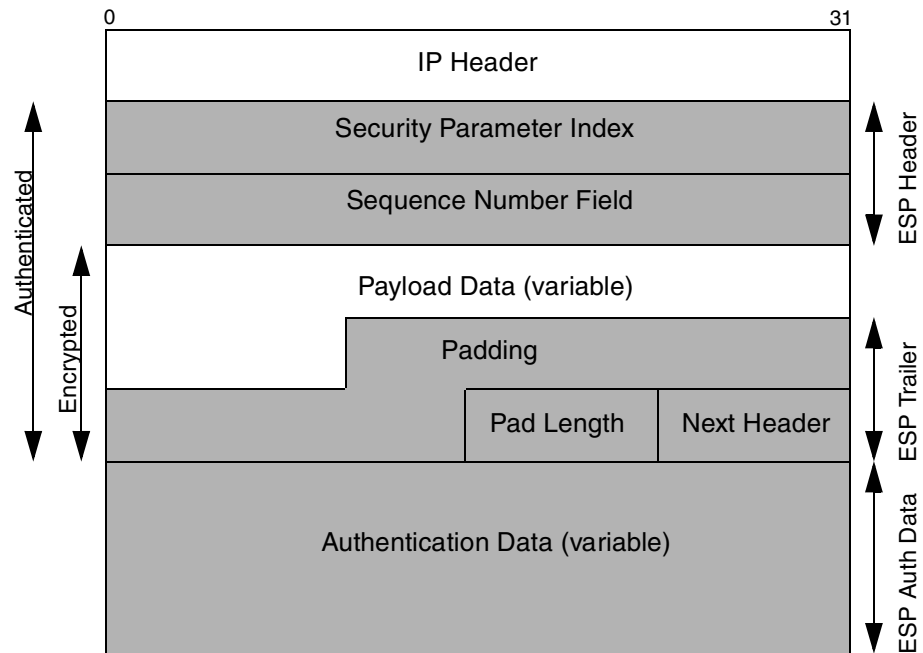 0
31
IP Header
Security Parameter Index
Sequence Number Field
Payload Data (variable)
Padding
Pad Length
Next Header
Authentication Data (variable)
Authenticated
Encrypted
ESP Header
ESP Trailer
ESP Auth Data